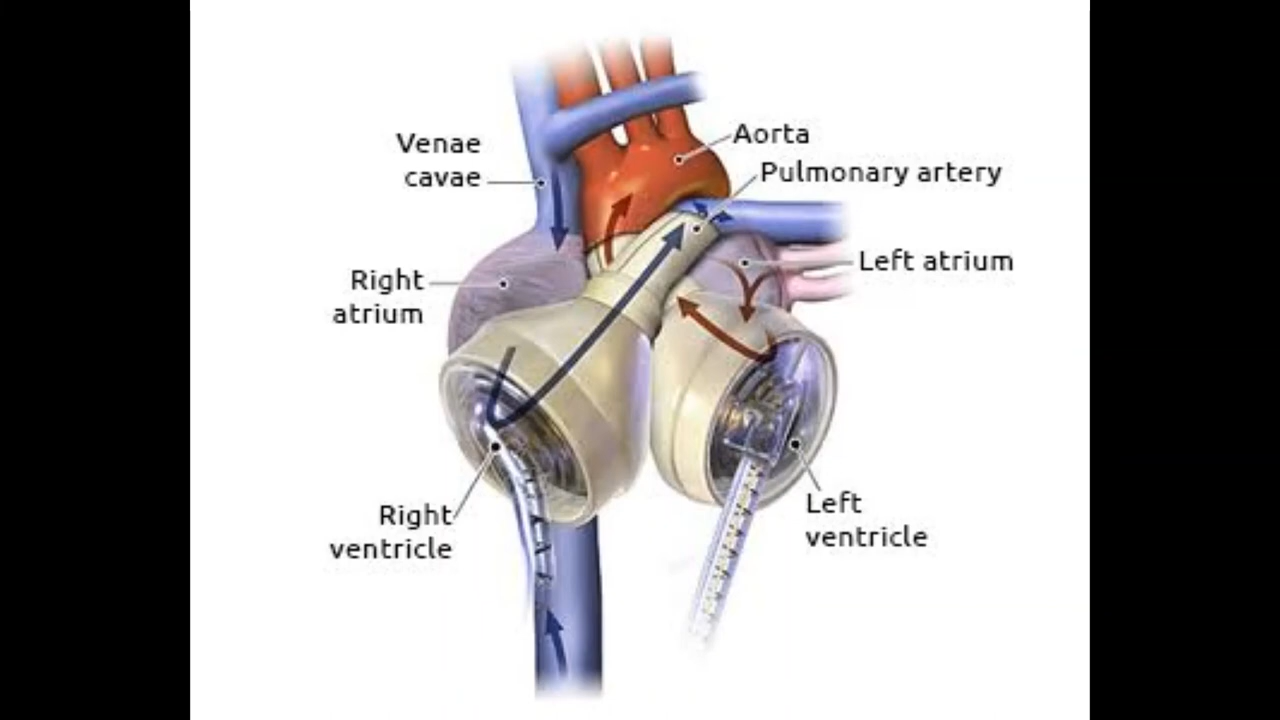 Venae
cavae
Aorta
Pulmonary artery
Left atrium
Right
atrium
Right
ventricle
Left
ventricle